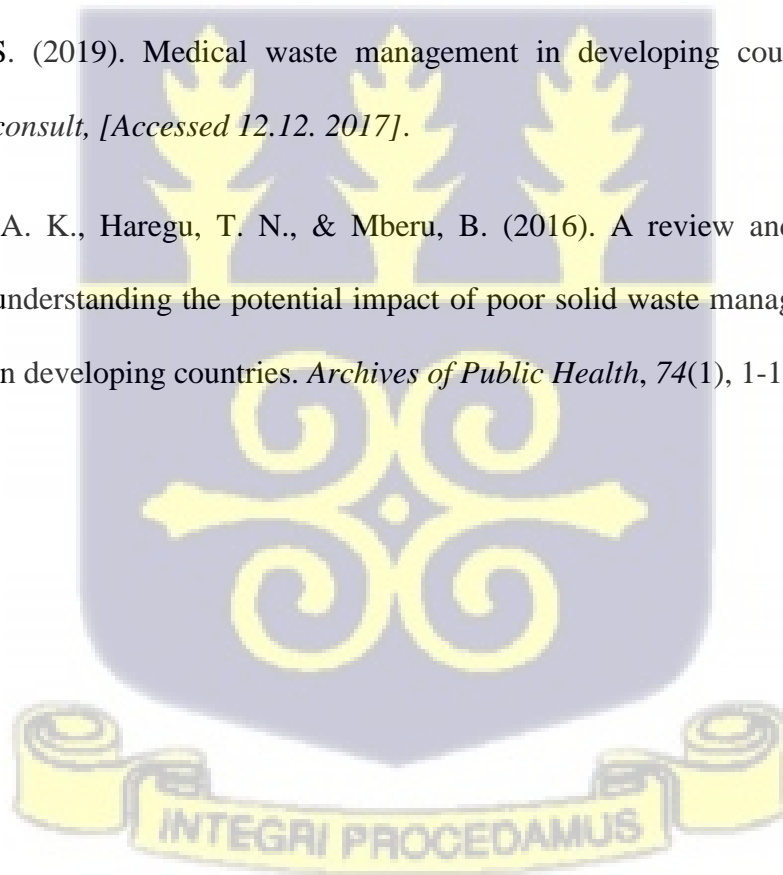 S. (2019). Medical waste management in developing cou
consult, [Accessed 12.12. 2017].
A. K., Haregu, T. N., & Mberu, B. (2016). A review and
understanding the potential impact of poor solid waste manag
n developing countries. Archives of Public Health, 74(1), 1-1
INTEGRI PROCEDAMUS